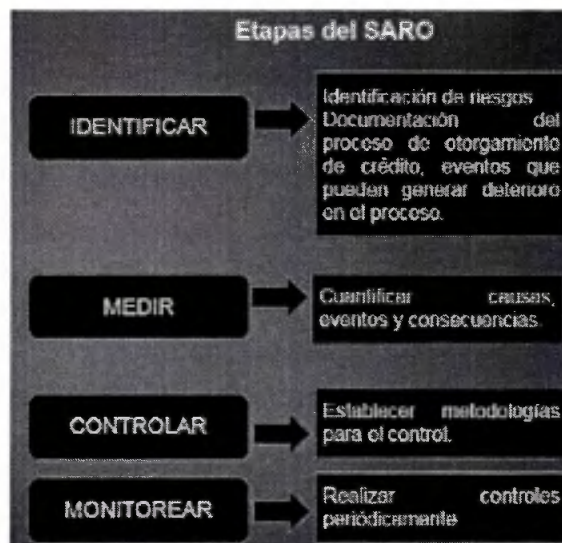 Etapas del SARO
IDENTIFICAR
Identificación de riesgos
Documentación del
proceso de otorgamiento
de crédito, eventos que
pueden generar deterioro
en el proceso.
MEDIR
Cuantificar causas,
eventos y consecuencias.
CONTROLAR
Establecer metodologías
para el control.
MONITOREAR
Realizar controles
periódicamente